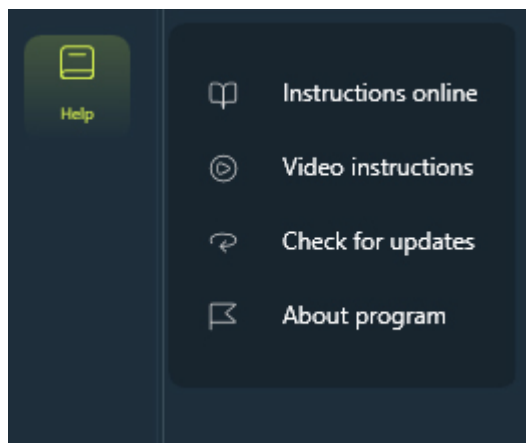 Help
Instructions online
Video instructions
Check for updates
About program